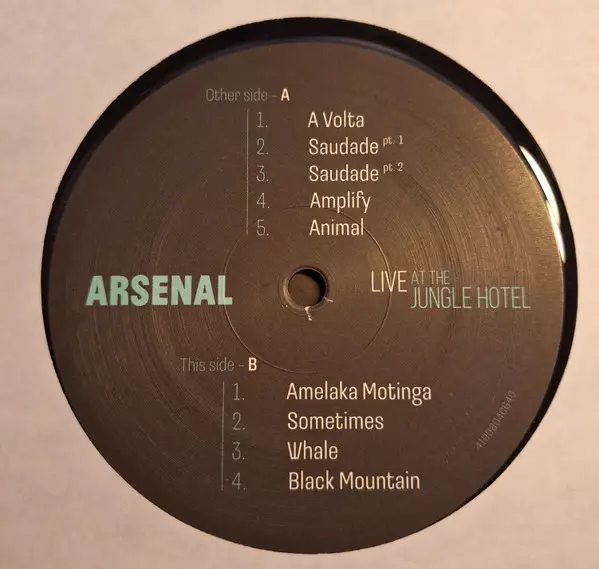 Other side - A
1. A Volta
2. Saudade pt. 1
3. Saudade pt. 2
4. Amplify
5. Animal
ARSENAL
LIVE AT THE
JUNGLE HOTEL
This side - B
1. Amelaka Motinga
2. Sometimes
3. Whale
4. Black Mountain